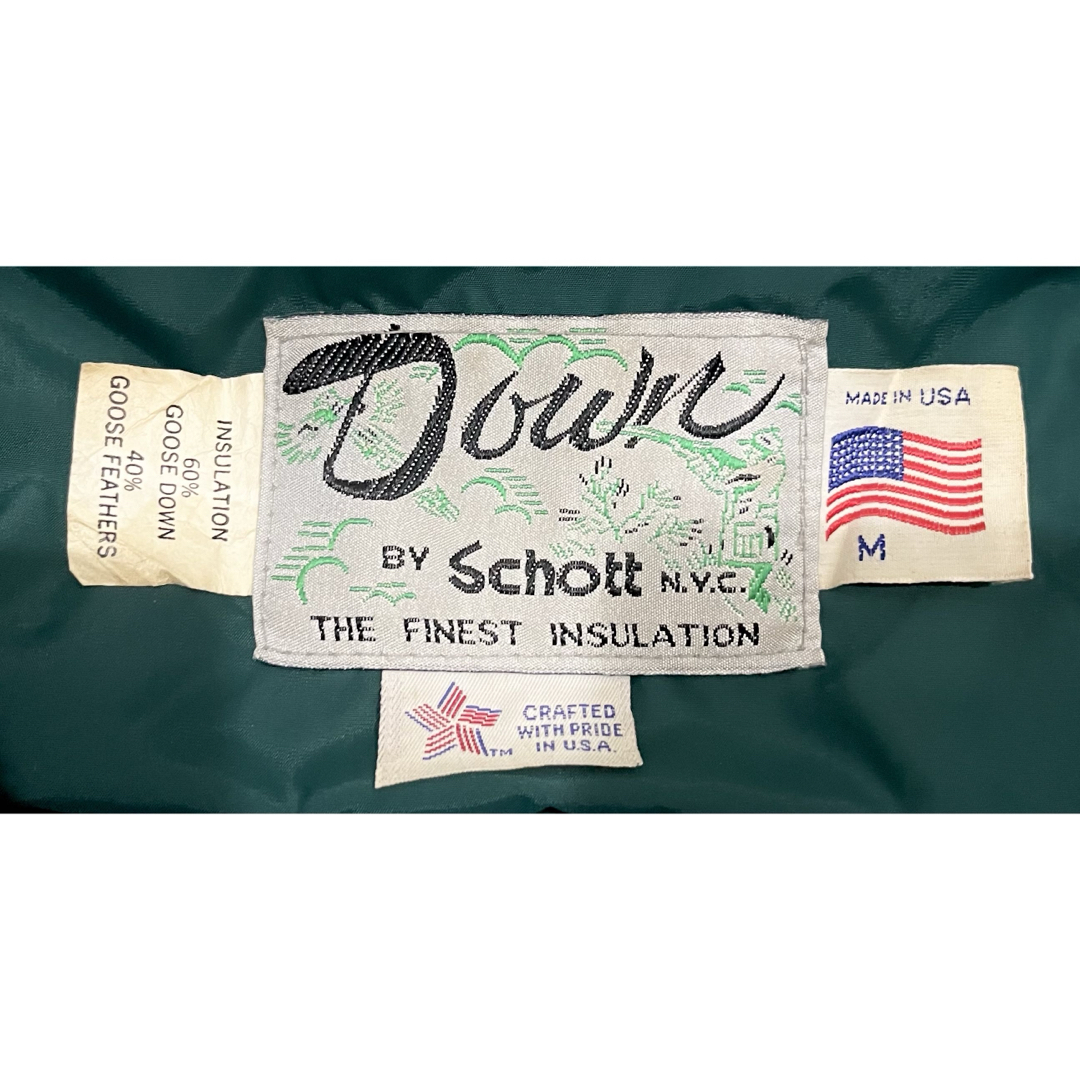 INSULATION
60%
GOOSE DOWN
40%
GOOSE FEATHERS
Down
BY Schott N.Y.C.
THE FINEST INSULATION
MADE IN USA
M
CRAFTED
WITH PRIDE
IN U.S.A.
TM